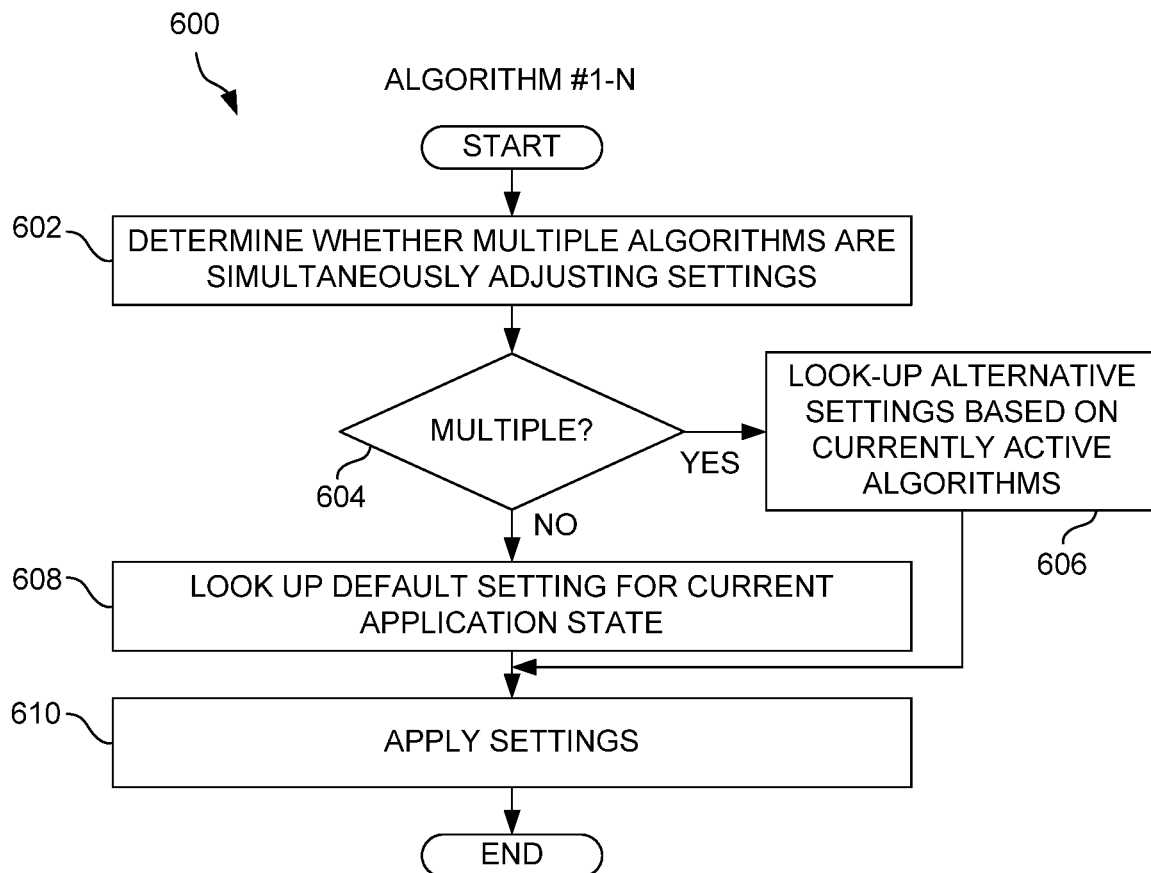 600
ALGORITHM #1-N
START
602
DETERMINE WHETHER MULTIPLE ALGORITHMS ARE
SIMULTANEOUSLY ADJUSTING SETTINGS
MULTIPLE?
604
YES
LOOK-UP ALTERNATIVE
SETTINGS BASED ON
CURRENTLY ACTIVE
ALGORITHMS
606
NO
608
LOOK UP DEFAULT SETTING FOR CURRENT
APPLICATION STATE
610
APPLY SETTINGS
END